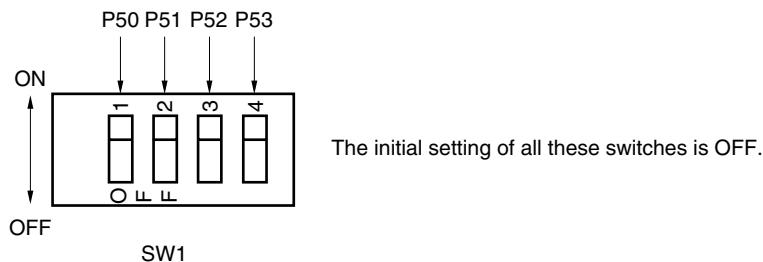 P50 P51 P52 P53
ON
1 2 3 4
The initial setting of all these switches is OFF.
OFF
OFF
SW1